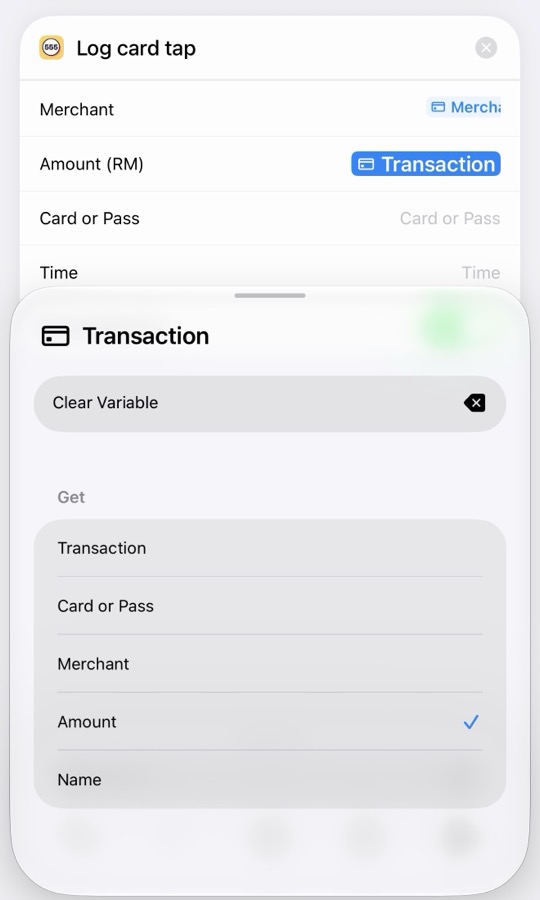 555
Log card tap
Merchant
Merch
Amount (RM)
Transaction
Card or Pass
Card or Pass
Time
Time
Transaction
Clear Variable
Get
Transaction
Card or Pass
Merchant
Amount
Name